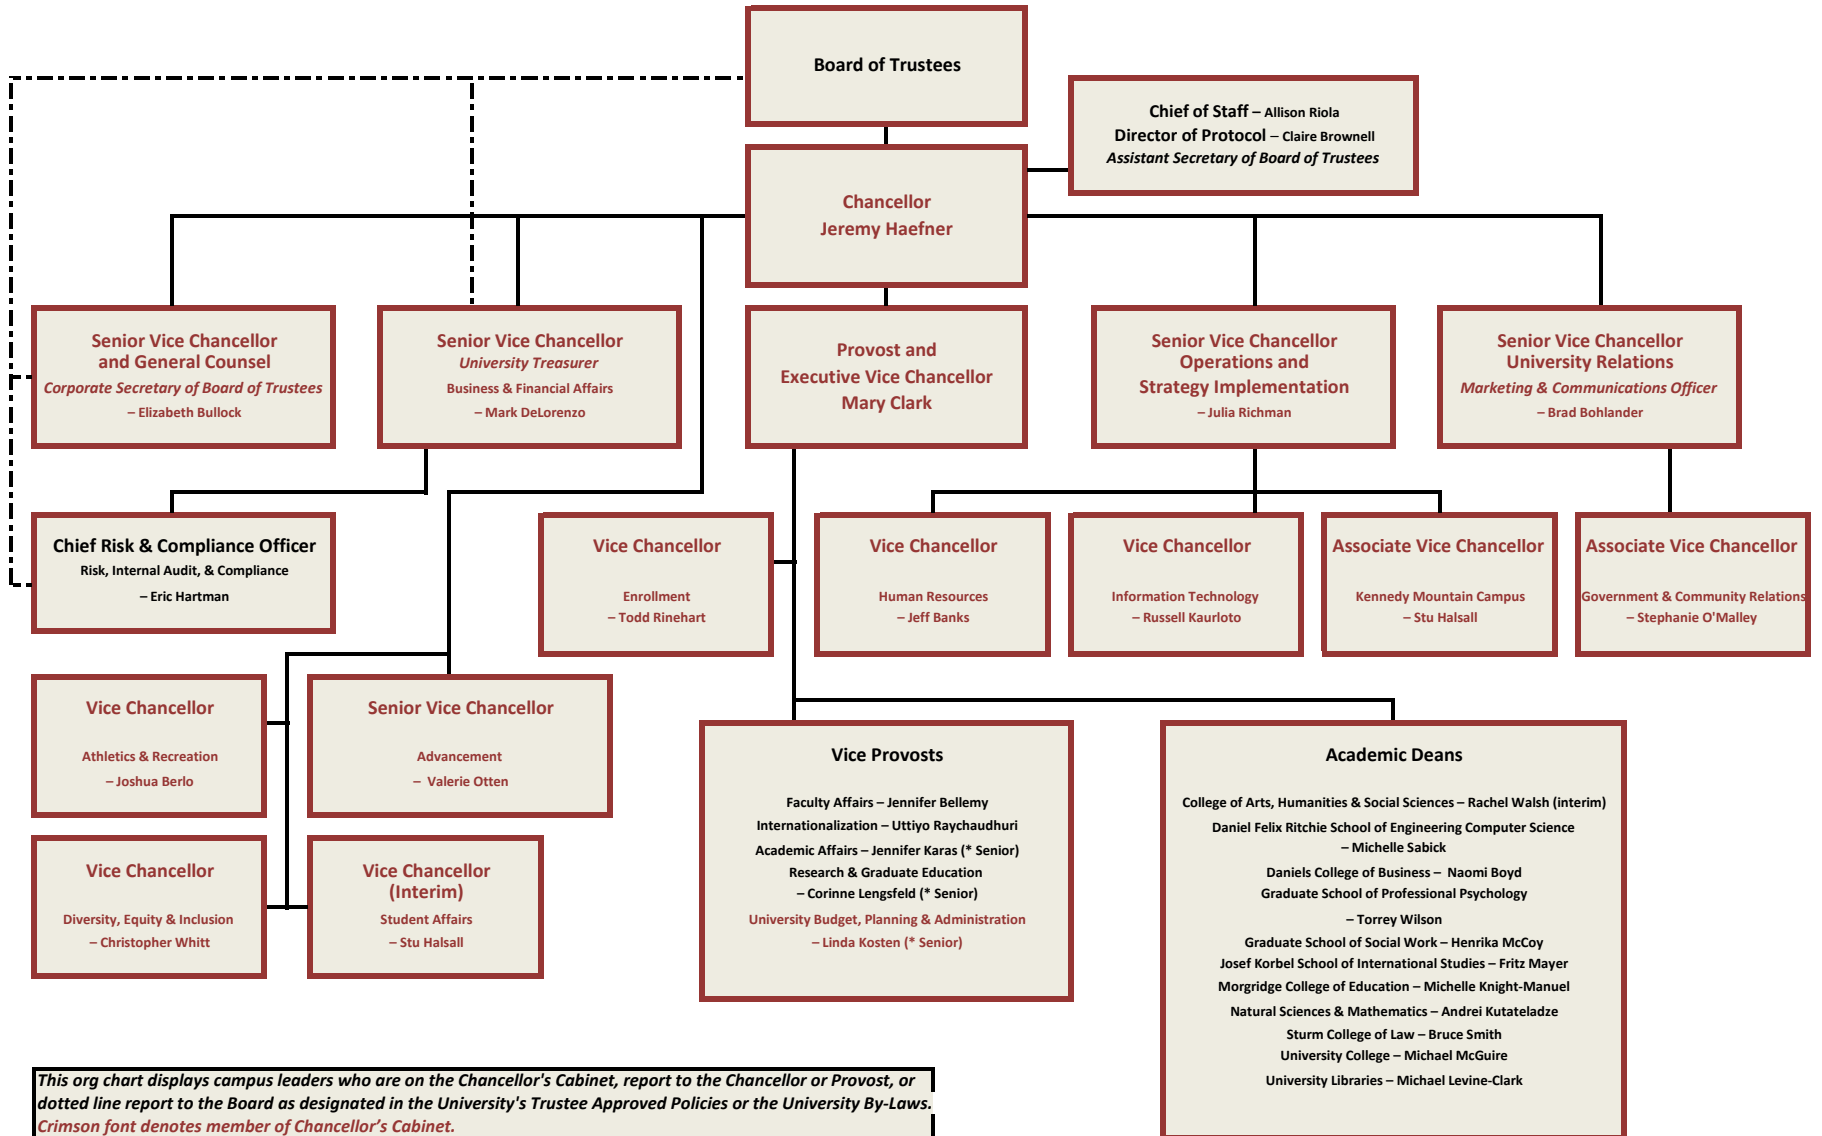 Board of Trustees
Chief of Staff – Allison Riola
Director of Protocol – Claire Brownell
Assistant Secretary of Board of Trustees
Chancellor
Jeremy Haefner
Senior Vice Chancellor
and General Counsel
Corporate Secretary of Board of Trustees
– Elizabeth Bullock
Senior Vice Chancellor
University Treasurer
Business & Financial Affairs
– Mark DeLorenzo
Provost and
Executive Vice Chancellor
Mary Clark
Senior Vice Chancellor
Operations and
Strategy Implementation
– Julia Richman
Senior Vice Chancellor
University Relations
Marketing & Communications Officer
– Brad Bohlander
Chief Risk & Compliance Officer
Risk, Internal Audit, & Compliance
– Eric Hartman
Vice Chancellor
Enrollment
– Todd Rinehart
Vice Chancellor
Human Resources
– Jeff Banks
Vice Chancellor
Information Technology
– Russell Kaurloto
Associate Vice Chancellor
Kennedy Mountain Campus
– Stu Halsall
Associate Vice Chancellor
Government & Community Relations
– Stephanie O'Malley
Vice Chancellor
Athletics & Recreation
– Joshua Berlo
Senior Vice Chancellor
Advancement
– Valerie Otten
Vice Chancellor
Diversity, Equity & Inclusion
– Christopher Whitt
Vice Chancellor
(Interim)
Student Affairs
– Stu Halsall
Vice Provosts
Faculty Affairs – Jennifer Bellemy
Internationalization – Uttiyo Raychaudhuri
Academic Affairs – Jennifer Karas (* Senior)
Research & Graduate Education
– Corinne Lengsfeld (* Senior)
University Budget, Planning & Administration
– Linda Kosten (* Senior)
Academic Deans
College of Arts, Humanities & Social Sciences – Rachel Walsh (interim)
Daniel Felix Ritchie School of Engineering Computer Science
– Michelle Sabick
Daniels College of Business – Naomi Boyd
Graduate School of Professional Psychology
– Torrey Wilson
Graduate School of Social Work – Henrika McCoy
Josef Korbel School of International Studies – Fritz Mayer
Morgridge College of Education – Michelle Knight-Manuel
Natural Sciences & Mathematics – Andrei Kutateladze
Sturm College of Law – Bruce Smith
University College – Michael McGuire
University Libraries – Michael Levine-Clark
This org chart displays campus leaders who are on the Chancellor's Cabinet, report to the Chancellor or Provost, or
dotted line report to the Board as designated in the University's Trustee Approved Policies or the University By-Laws.
Crimson font denotes member of Chancellor’s Cabinet.